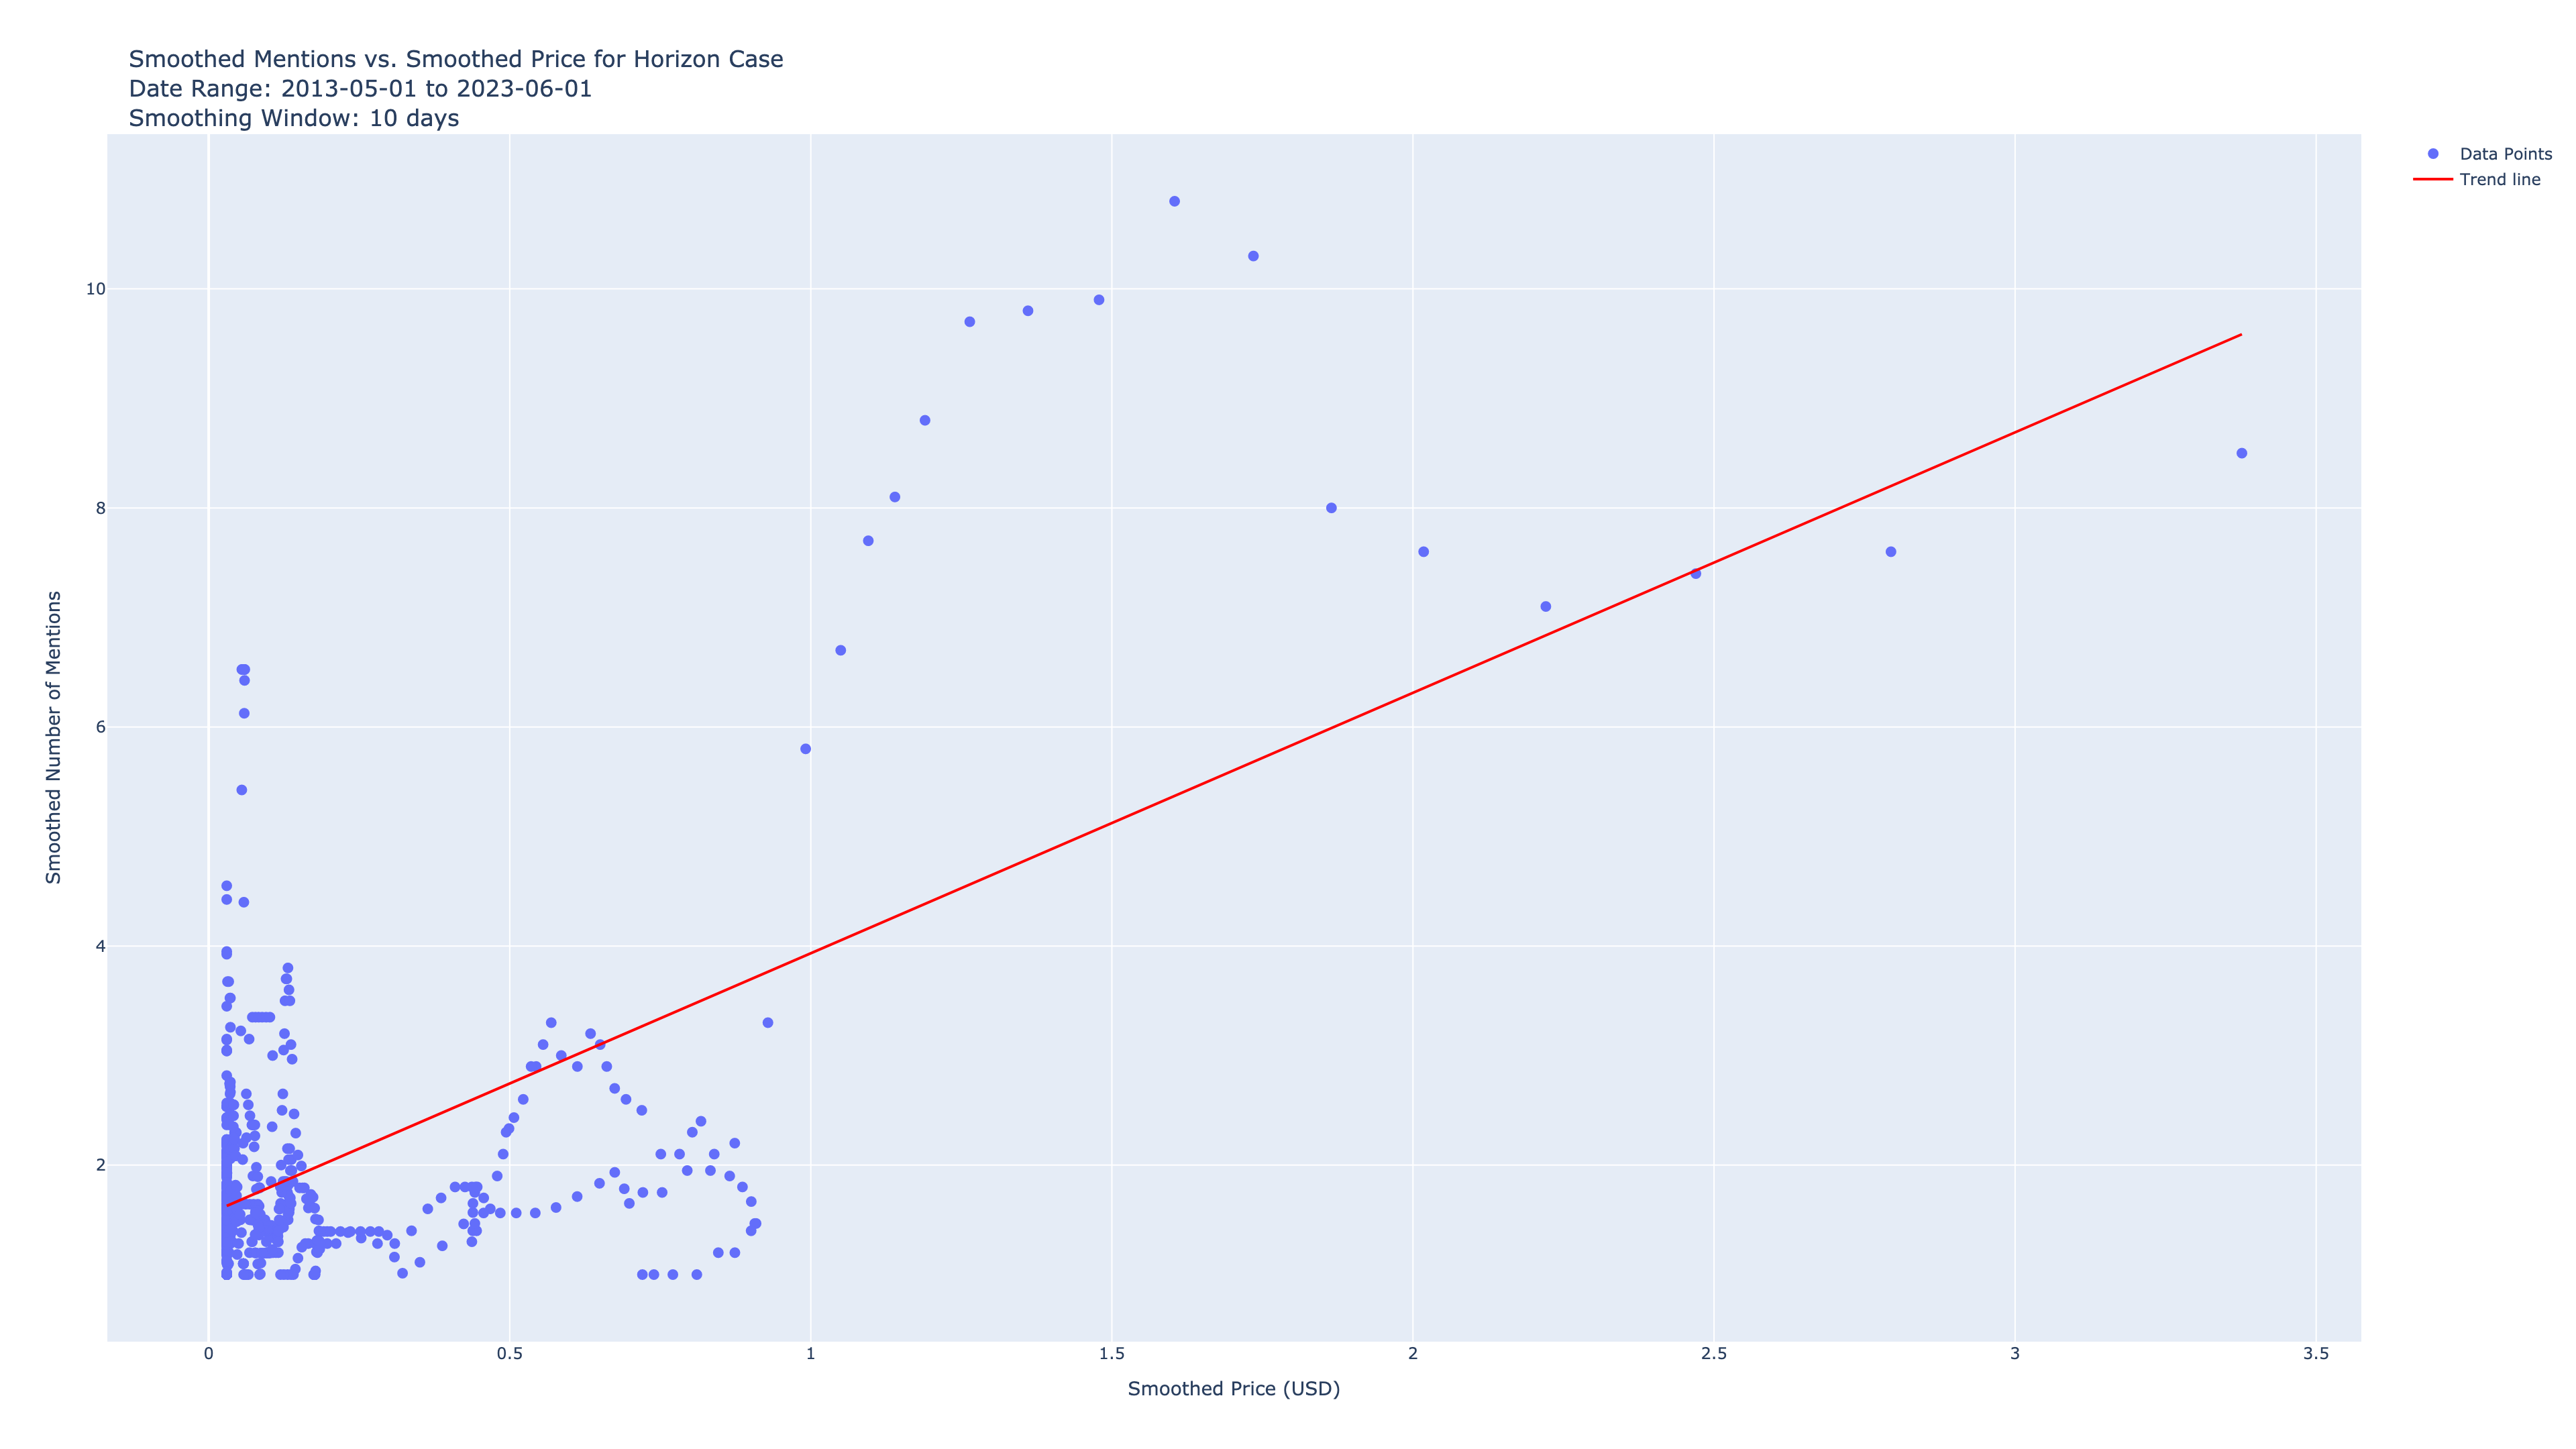 Smoothed Mentions vs. Smoothed Price for Horizon Case
Date Range: 2013-05-01 to 2023-06-01
Smoothing Window: 10 days
Data Points
Trend line
10
8
6
4
2
Smoothed Number of Mentions
0
0.5
1
1.5
2
2.5
3
3.5
Smoothed Price (USD)